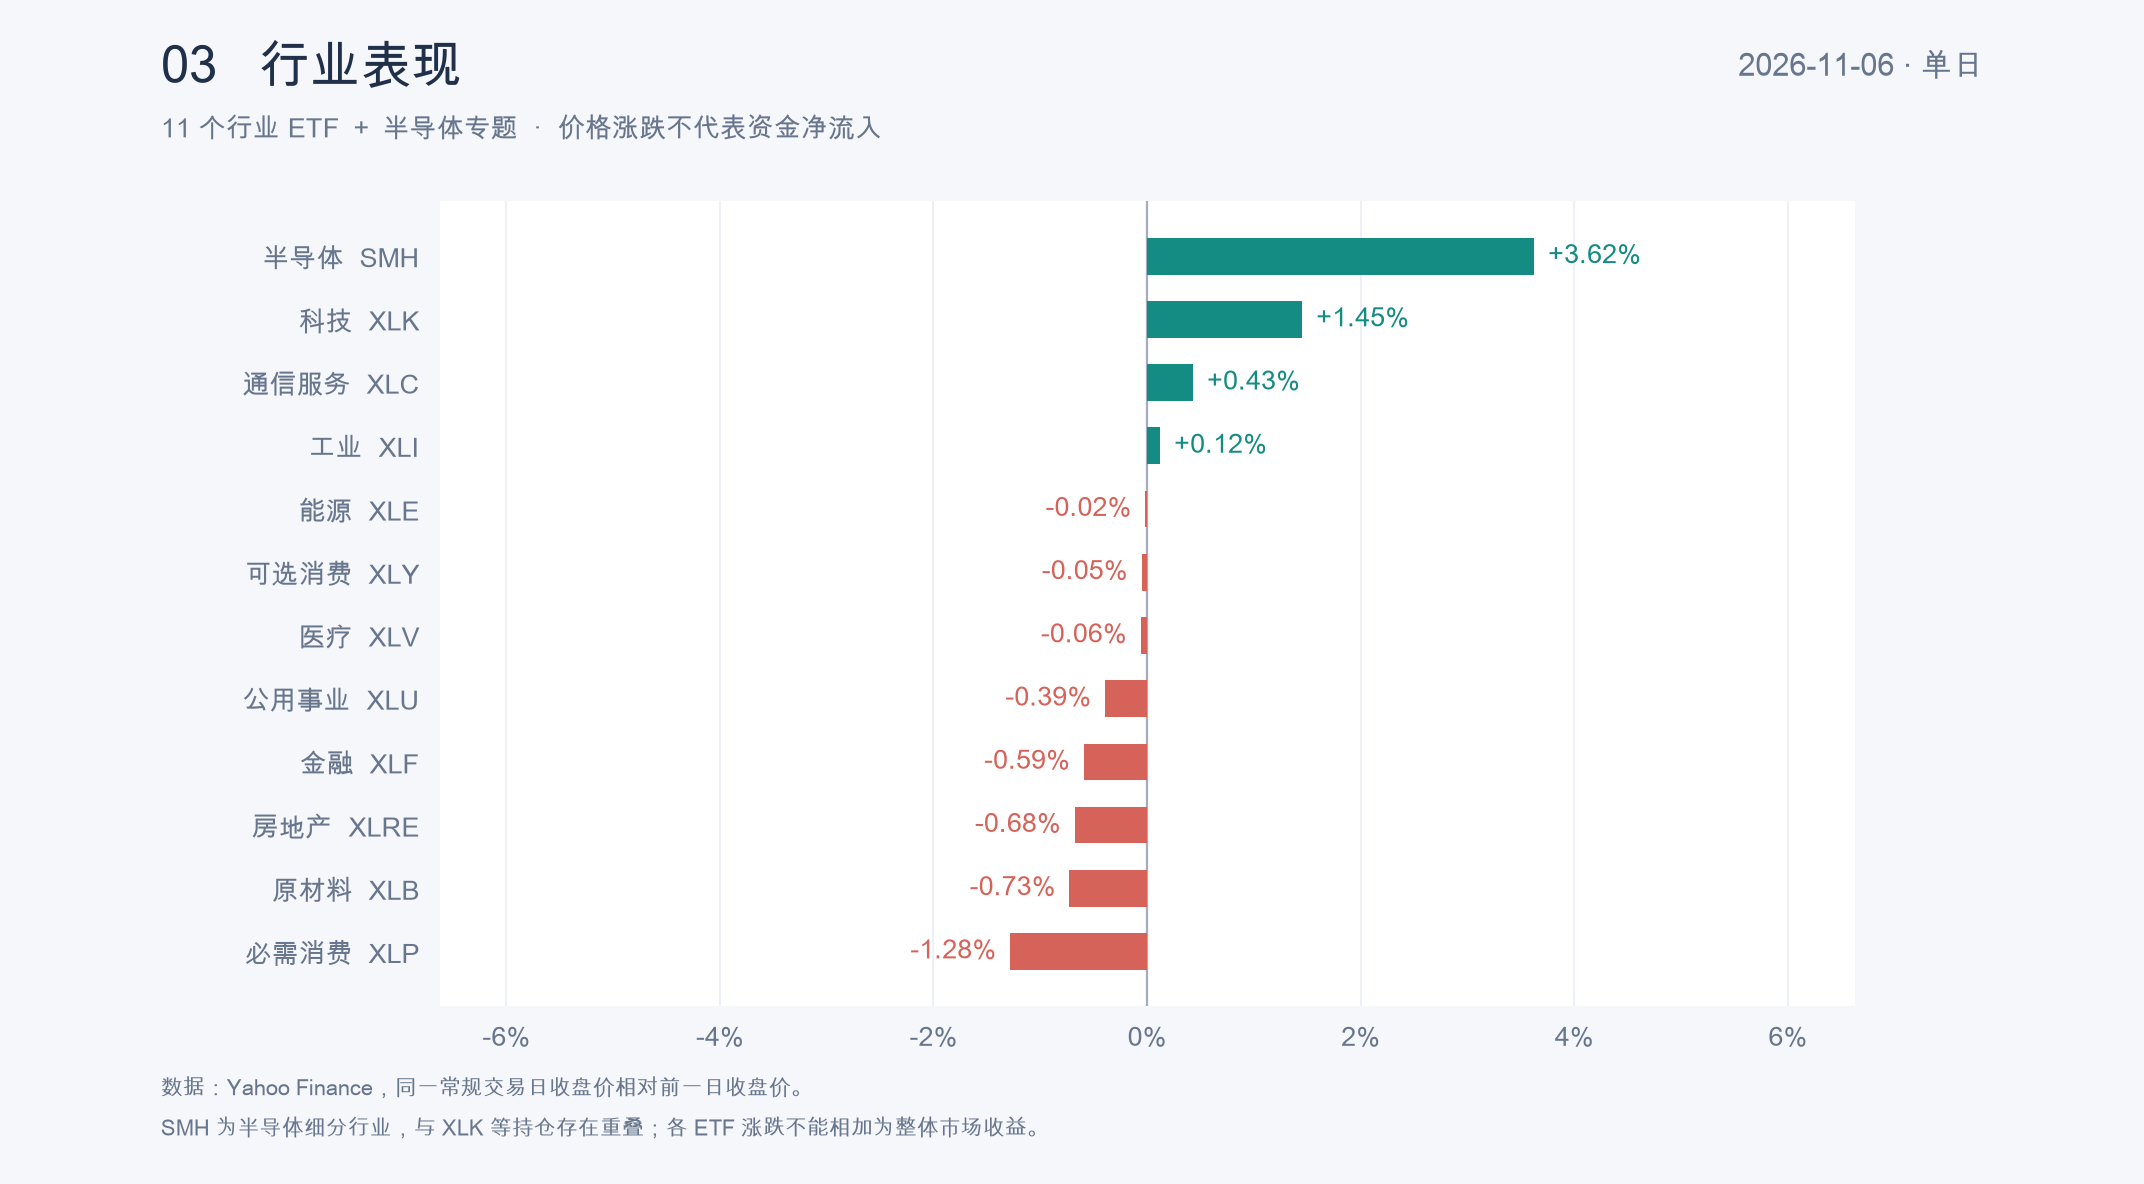 03 行业表现
2026-11-06 · 单日
11 个行业 ETF + 半导体专题 · 价格涨跌不代表资金净流入
半导体 SMH +3.62%
科技 XLK +1.45%
通信服务 XLC +0.43%
工业 XLI +0.12%
能源 XLE -0.02%
可选消费 XLY -0.05%
医疗 XLV -0.06%
公用事业 XLU -0.39%
金融 XLF -0.59%
房地产 XLRE -0.68%
原材料 XLB -0.73%
必需消费 XLP -1.28%
-6% -4% -2% 0% 2% 4% 6%
数据：Yahoo Finance，同一常规交易日收盘价相对前一日收盘价。
SMH 为半导体细分行业，与 XLK 等持仓存在重叠；各 ETF 涨跌不能相加为整体市场收益。